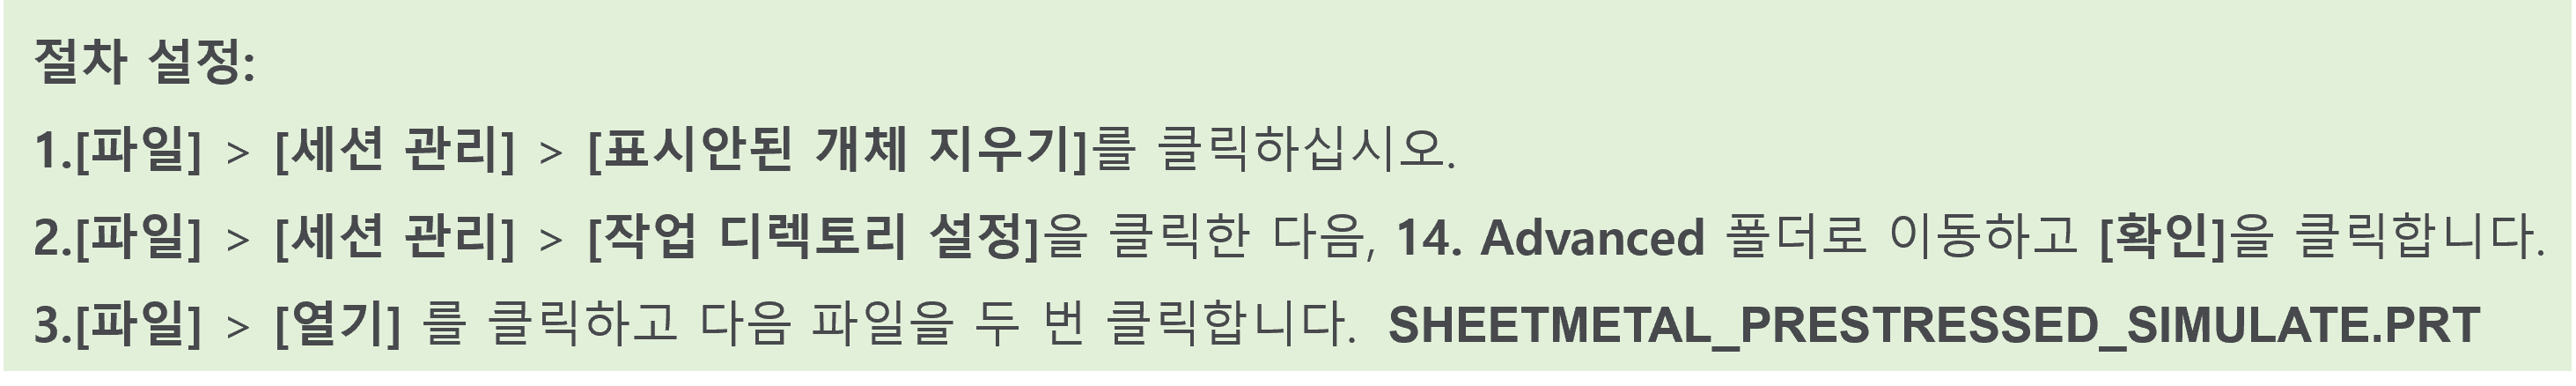 절차 설정:
1.[파일] > [세션 관리] > [표시안된 개체 지우기]를 클릭하십시오.
2.[파일] > [세션 관리] > [작업 디렉토리 설정]을 클릭한 다음, 14. Advanced 폴더로 이동하고 [확인]을 클릭합니다.
3.[파일] > [열기] 를 클릭하고 다음 파일을 두 번 클릭합니다. SHEETMETAL_PRESTRESSED_SIMULATE.PRT